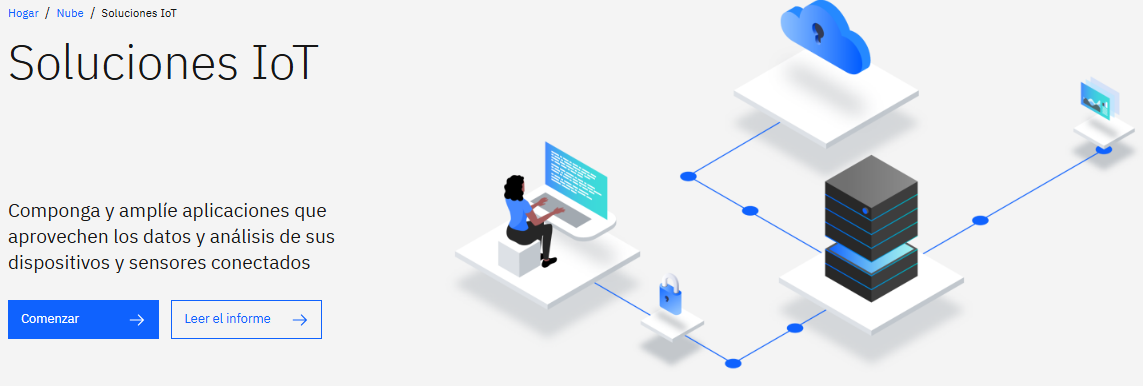 Hogar / Nube / Soluciones IoT
Soluciones IoT
Componga y amplíe aplicaciones que
aprovechen los datos y análisis de sus
dispositivos y sensores conectados
Comenzar →
Leer el informe →